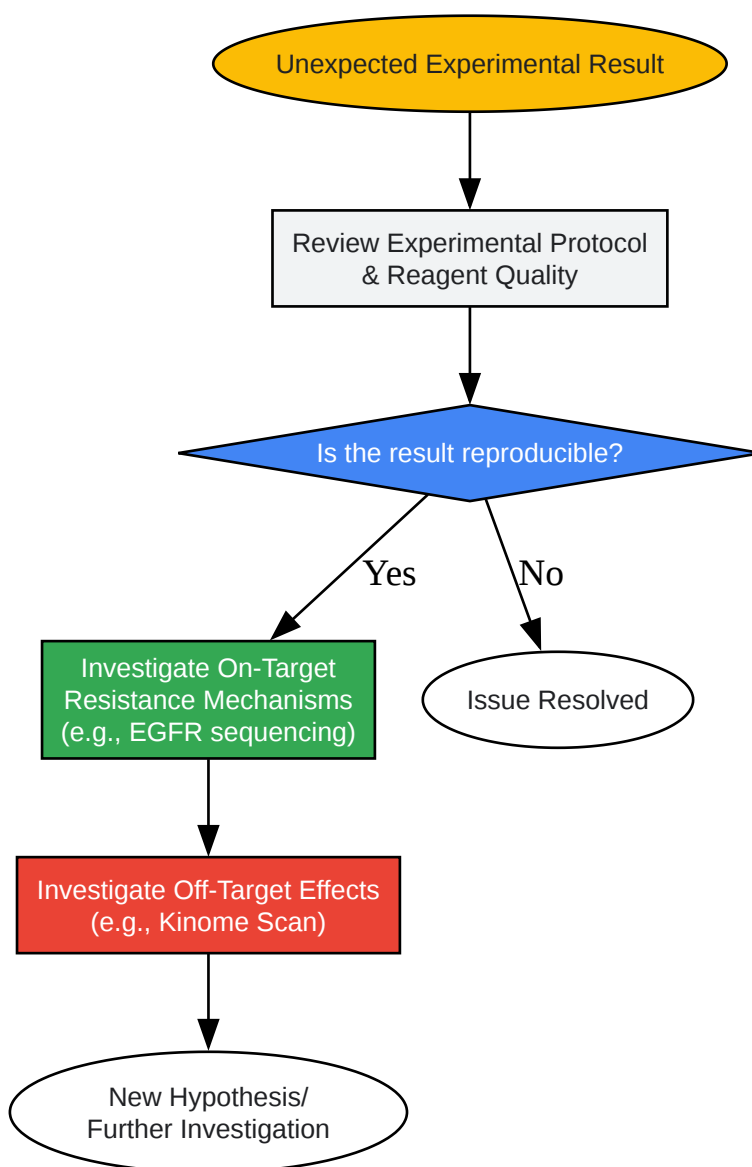 Unexpected Experimental Result
Review Experimental Protocol
& Reagent Quality
Is the result reproducible?
Yes
No
Investigate On-Target
Resistance Mechanisms
(e.g., EGFR sequencing)
Issue Resolved
Investigate Off-Target Effects
(e.g., Kinome Scan)
New Hypothesis/
Further Investigation